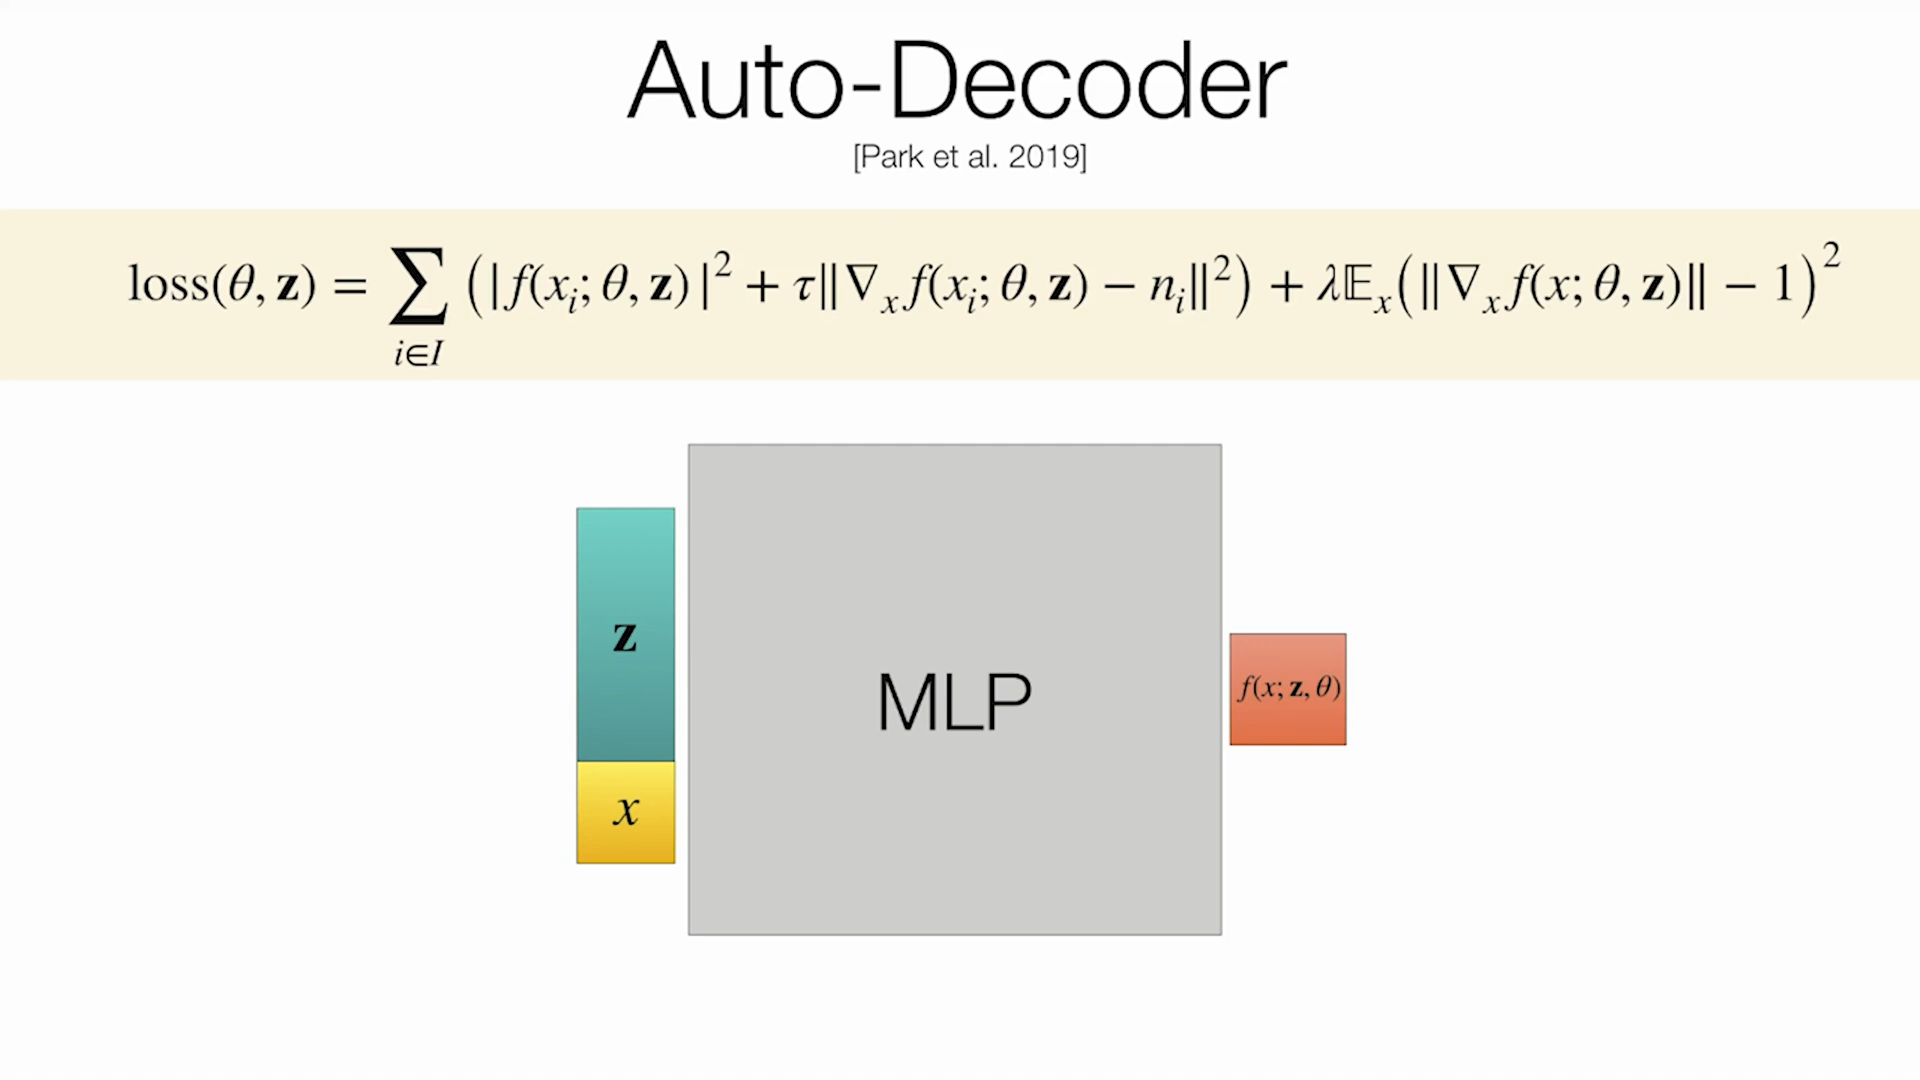 Auto-Decoder
[Park et al. 2019]
loss(θ, z) = ∑_{i∈I} (|f(x_i; θ, z)|² + τ‖∇_x f(x_i; θ, z) − n_i‖²) + λ𝔼_x(‖∇_x f(x; θ, z)‖ − 1)²
z
MLP
f(x; z, θ)
x